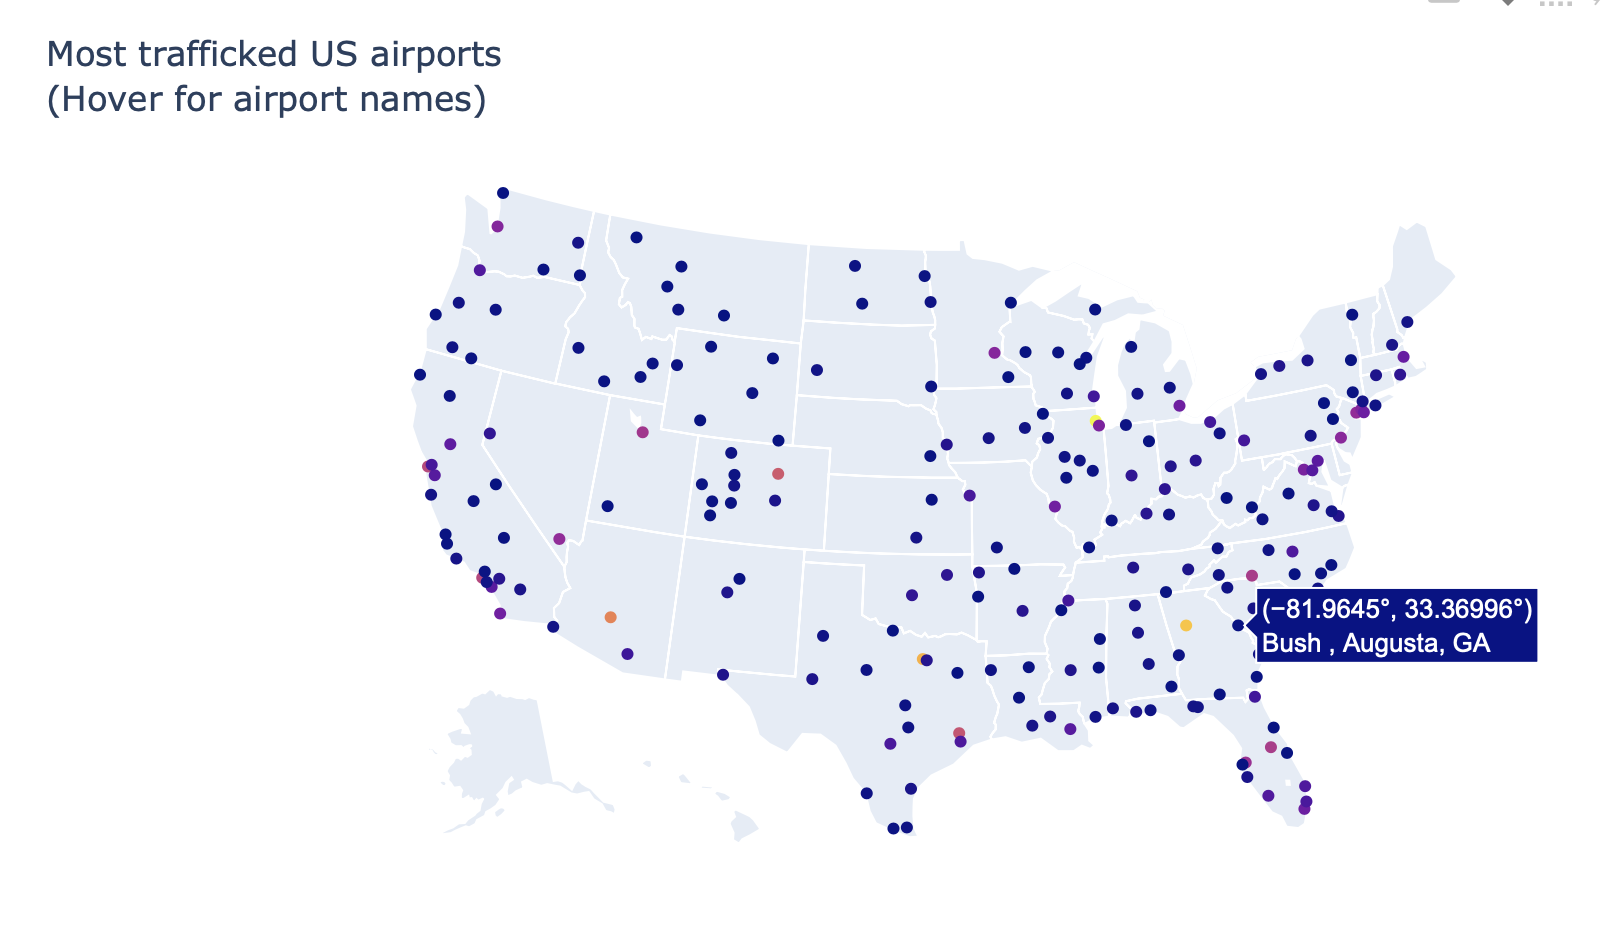 Most trafficked US airports
(Hover for airport names)
(−81.9645°, 33.36996°)
Bush , Augusta, GA